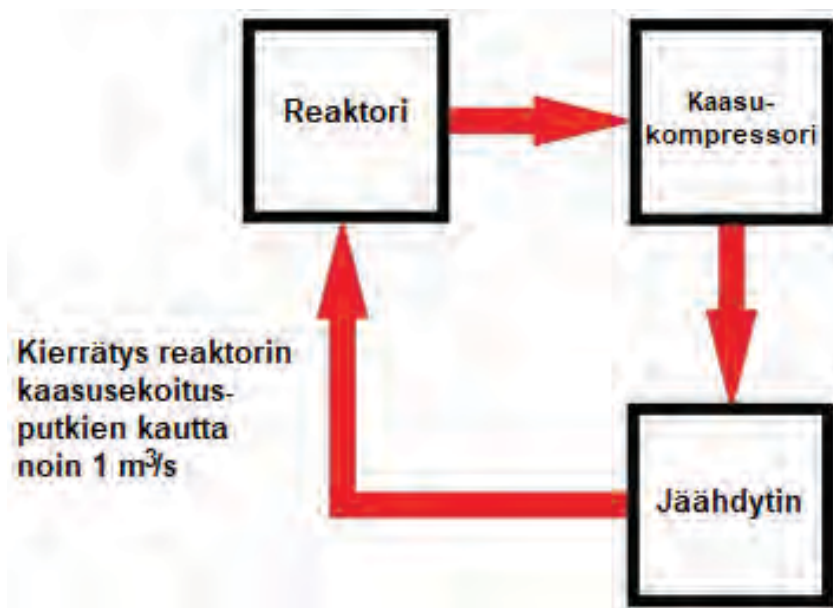 Reaktori
Kaasu-
kompressori
Kierrätys reaktorin
kaasusekoitus-
putkien kautta
noin 1 m³/s
Jäähdytin